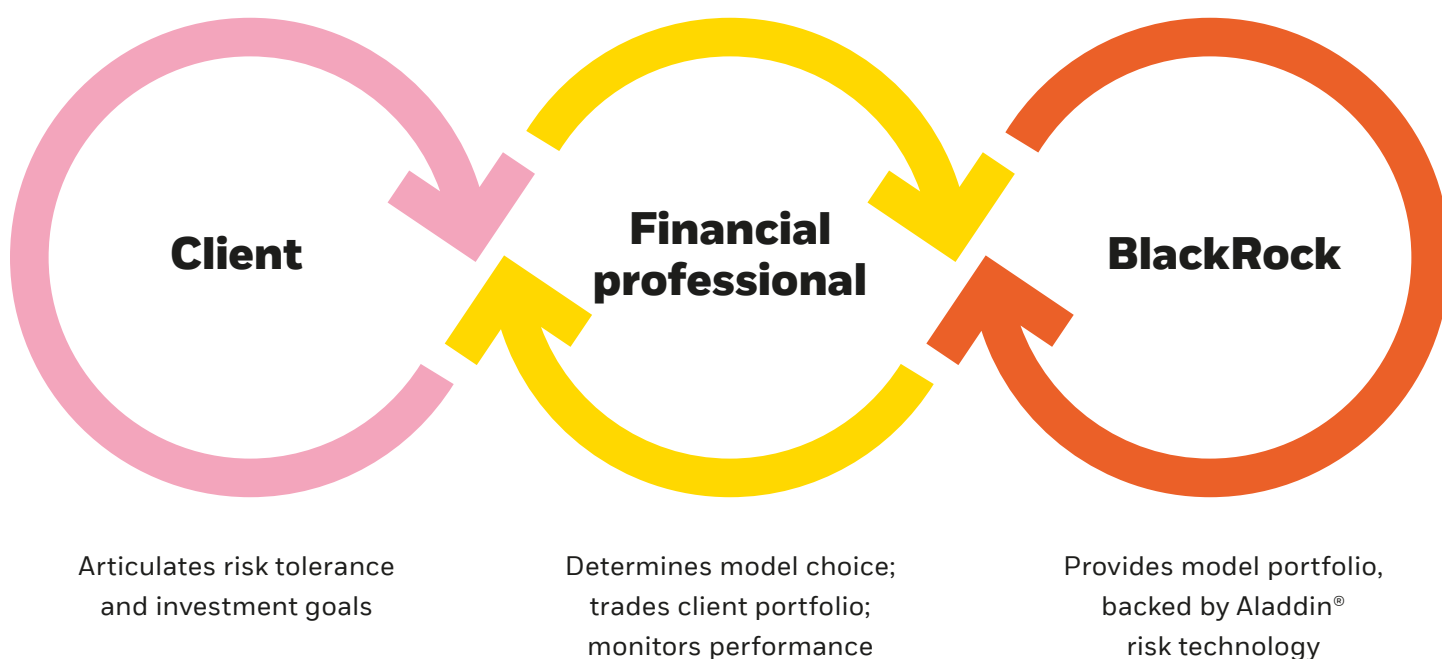 Client
Financial
professional
BlackRock
Articulates risk tolerance
and investment goals
Determines model choice;
trades client portfolio;
monitors performance
Provides model portfolio,
backed by Aladdin®
risk technology